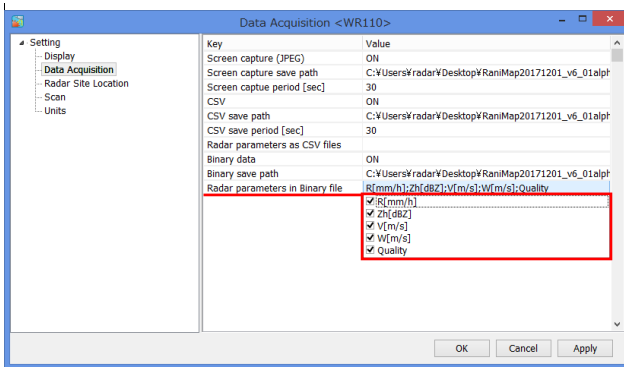 Data Acquisition <WR110>
Setting
Display
Data Acquisition
Radar Site Location
Scan
Units
Key Value
Screen capture (JPEG) ON
Screen capture save path C:¥Users¥radar¥Desktop¥RaniMap20171201_v6_01alph
Screen captue period [sec] 30
CSV ON
CSV save path C:¥Users¥radar¥Desktop¥RaniMap20171201_v6_01alph
CSV save period [sec] 30
Radar parameters as CSV files
Binary data ON
Binary save path C:¥Users¥radar¥Desktop¥RaniMap20171201_v6_01alph
Radar parameters in Binary file R[mm/h];Zh[dBZ];V[m/s];W[m/s];Quality
R[mm/h]
Zh[dBZ]
V[m/s]
W[m/s]
Quality
OK Cancel Apply